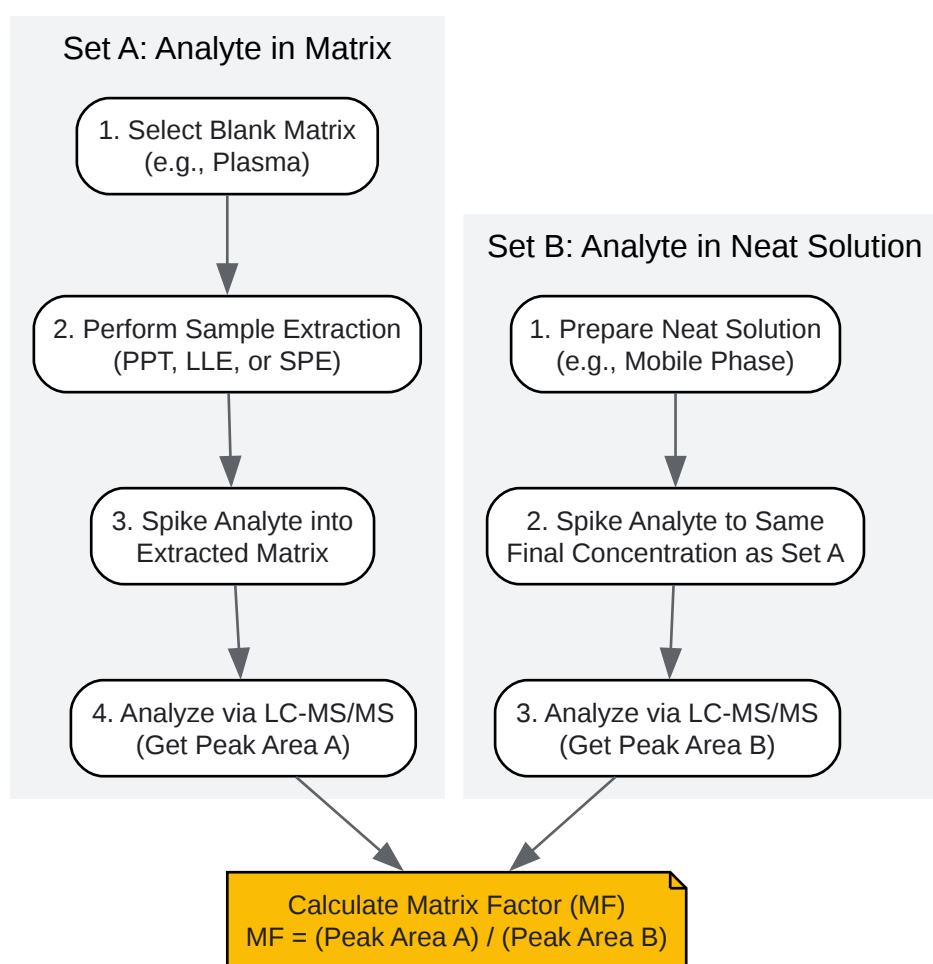 Set A: Analyte in Matrix
1. Select Blank Matrix
(e.g., Plasma)
2. Perform Sample Extraction
(PPT, LLE, or SPE)
3. Spike Analyte into
Extracted Matrix
4. Analyze via LC-MS/MS
(Get Peak Area A)
Set B: Analyte in Neat Solution
1. Prepare Neat Solution
(e.g., Mobile Phase)
2. Spike Analyte to Same
Final Concentration as Set A
3. Analyze via LC-MS/MS
(Get Peak Area B)
Calculate Matrix Factor (MF)
MF = (Peak Area A) / (Peak Area B)